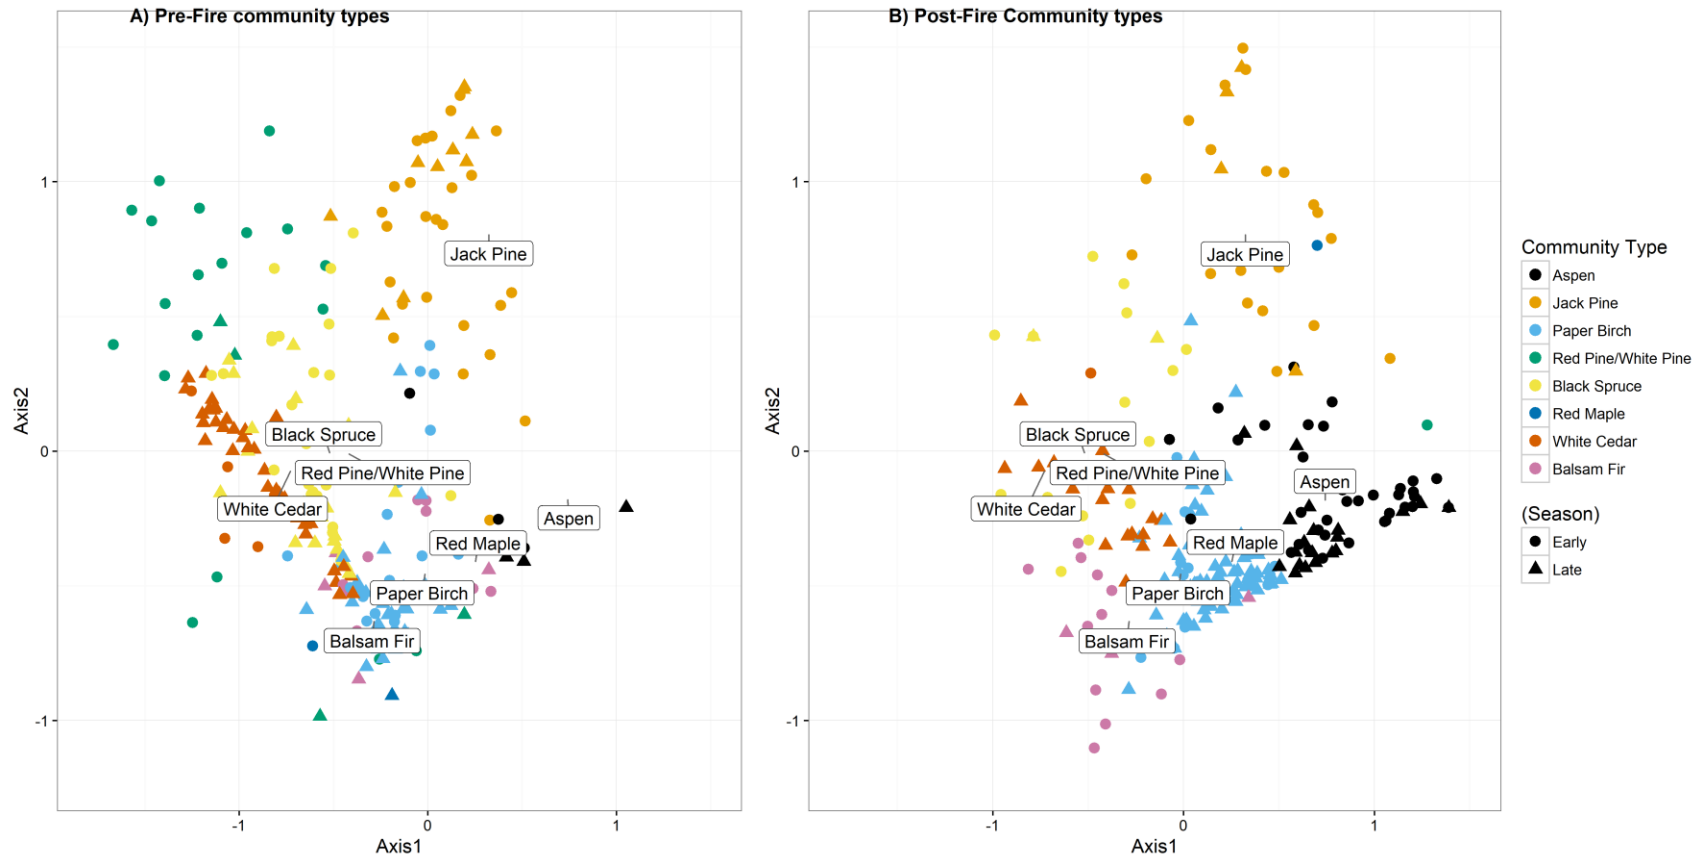 A) Pre-Fire community types
B) Post-Fire Community types
1
0
-1
Axis2
Jack Pine
Black Spruce
Red Pine/White Pine
White Cedar
Aspen
Red Maple
Paper Birch
Balsam Fir
-1
0
1
Axis1
1
0
-1
Axis2
Jack Pine
Black Spruce
Red Pine/White Pine
Aspen
White Cedar
Red Maple
Paper Birch
Balsam Fir
-1
0
1
Axis1
Community Type
Aspen
Jack Pine
Paper Birch
Red Pine/White Pine
Black Spruce
Red Maple
White Cedar
Balsam Fir
(Season)
Early
Late